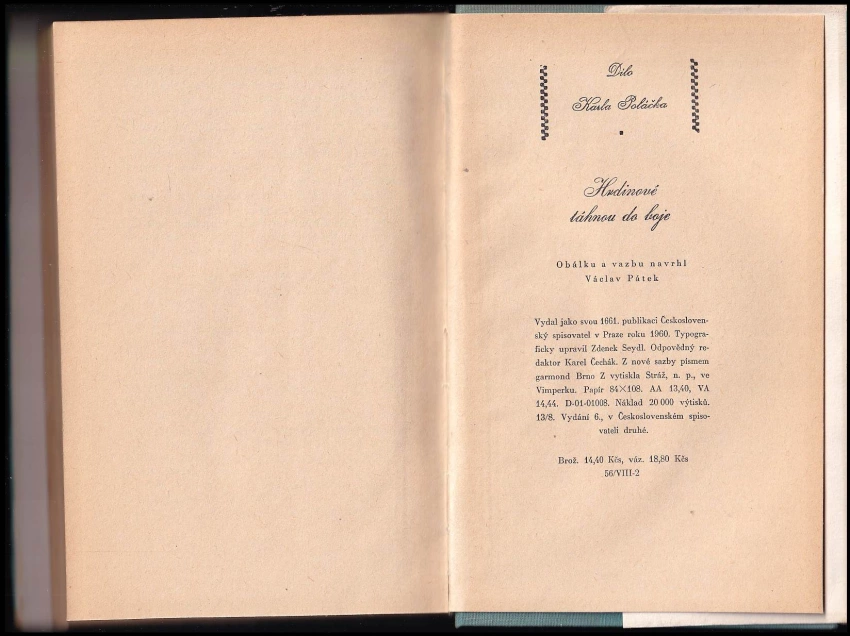 Dílo
Karla Poláčka
Hrdinové
táhnou do boje
Obálku a vazbu navrhl
Václav Pátek
Vydal jako svou 1661. publikaci Českosloven-
ský spisovatel v Praze roku 1960. Typogra-
ficky upravil Zdenek Seydl. Odpovědný re-
daktor Karel Čechák. Z nové sazby písmem
garmond Brno Z vytiskla Stráž, n. p., ve
Vimperku. Papír 84×108. AA 13,40, VA
14,44. D-01-01008. Náklad 20 000 výtisků.
13/8. Vydání 6., v Československém spiso-
vateli druhé.
Brož. 14,40 Kčs, váz. 18,80 Kčs
56/VIII-2